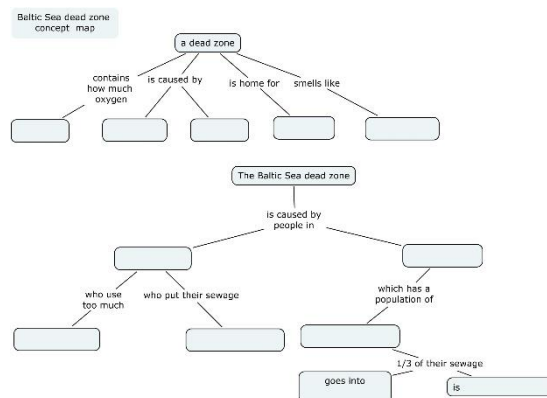 Baltic Sea dead zone
concept map
a dead zone
contains
how much
oxygen
is caused by
is home for
smells like
The Baltic Sea dead zone
is caused by
people in
who use
too much
who put their sewage
which has a
population of
1/3 of their sewage
goes into
is